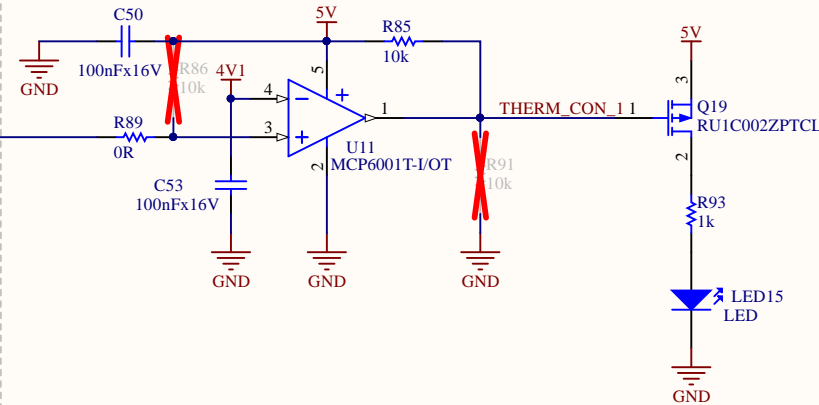 C50
5V
R85
10k
5V
100nFx16V
GND
R86
10k
4V1
4
5
1
THERM_CON_1
1
3
Q19
RU1C002ZPTCL
R89
0R
3
2
U11
MCP6001T-I/OT
R91
10k
2
C53
100nFx16V
R93
1k
GND
GND
GND
LED15
LED
GND